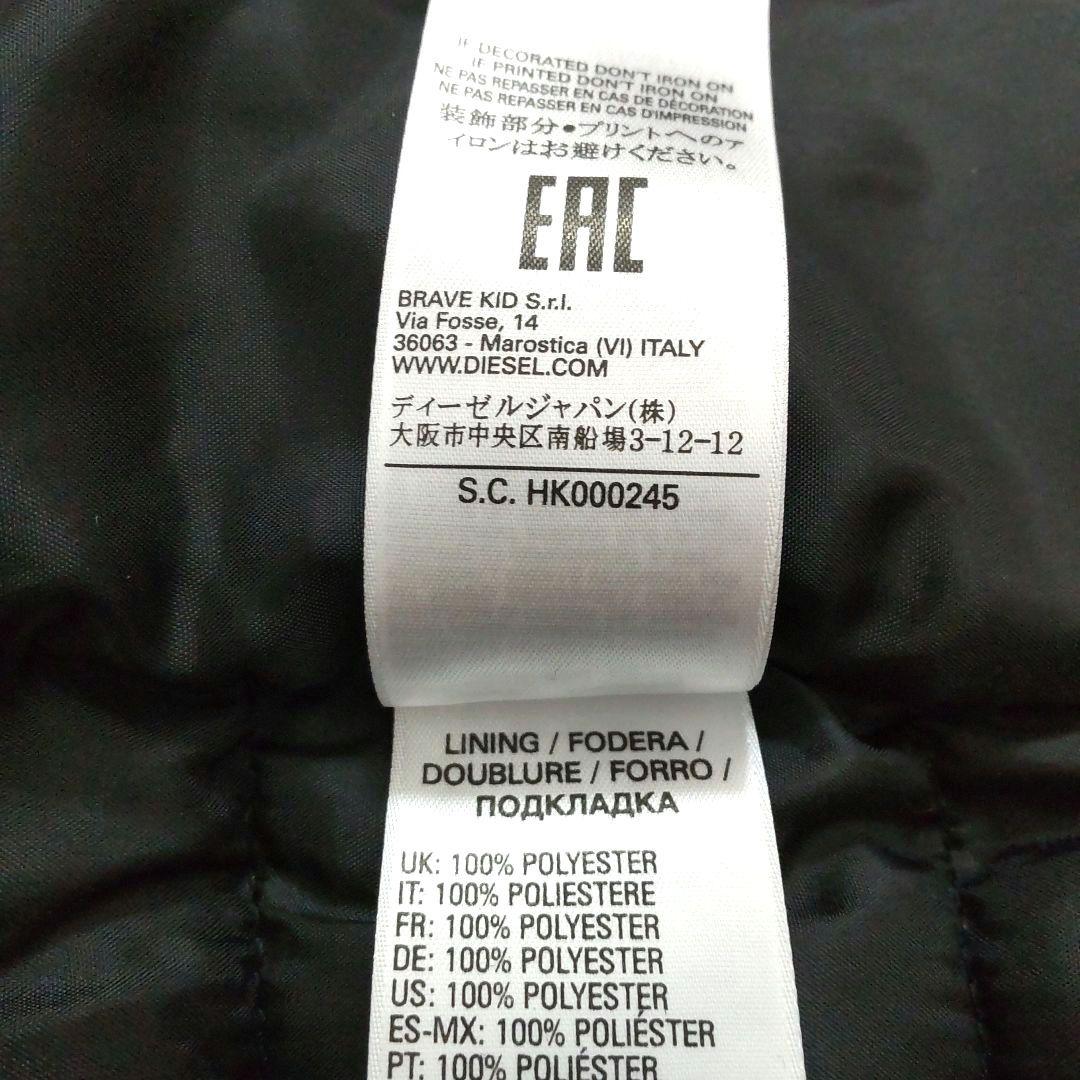 IF DECORATED DON'T IRON ON
IF PRINTED DON'T IRON ON
NE PAS REPASSER EN CAS DE DÉCORATION
NE PAS REPASSER EN CAS D'IMPRESSION
装飾部分•プリントへのア
イロンはお避けください。
EAC
BRAVE KID S.r.l.
Via Fosse, 14
36063 - Marostica (VI) ITALY
WWW.DIESEL.COM
ディーゼルジャパン(株)
大阪市中央区南船場3-12-12
S.C. HK000245
LINING / FODERA /
DOUBLURE / FORRO /
ПОДКЛАДКА
UK: 100% POLYESTER
IT: 100% POLIESTERE
FR: 100% POLYESTER
DE: 100% POLYESTER
US: 100% POLYESTER
ES-MX: 100% POLIÉSTER
PT: 100% POLIÉSTER